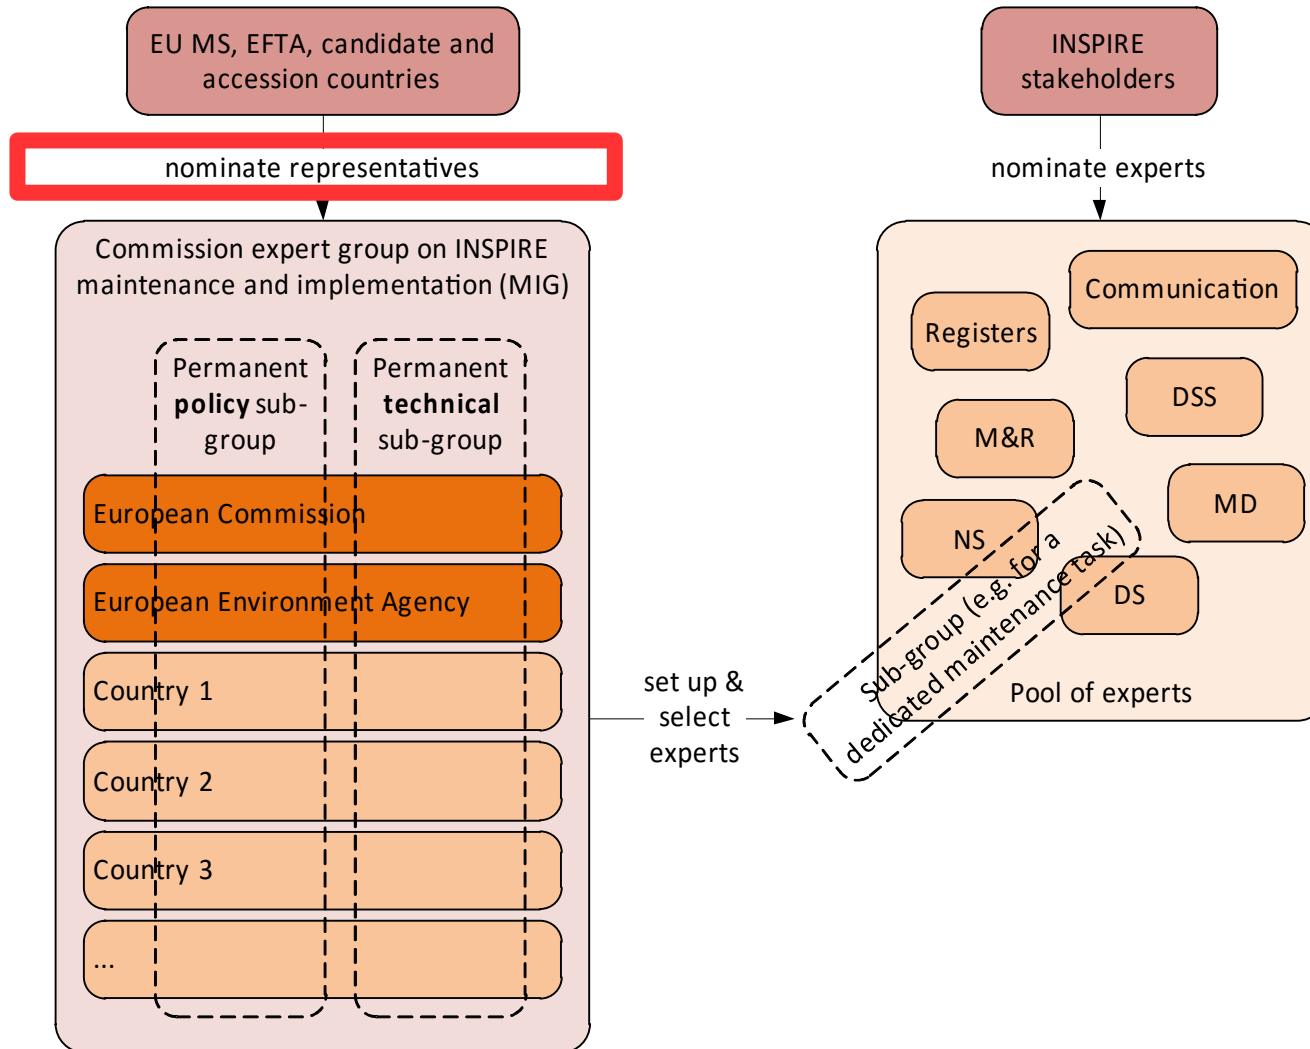 EU MS, EFTA, candidate and
accession countries
nominate representatives
Commission expert group on INSPIRE
maintenance and implementation (MIG)
Permanent
policy sub-
group
Permanent
technical
sub-group
European Commission
European Environment Agency
Country 1
Country 2
Country 3
...
set up &
select
experts
INSPIRE
stakeholders
nominate experts
Communication
Registers
DSS
M&R
MD
NS
DS
Sub-group (e.g. for a
dedicated maintenance task)
Pool of experts